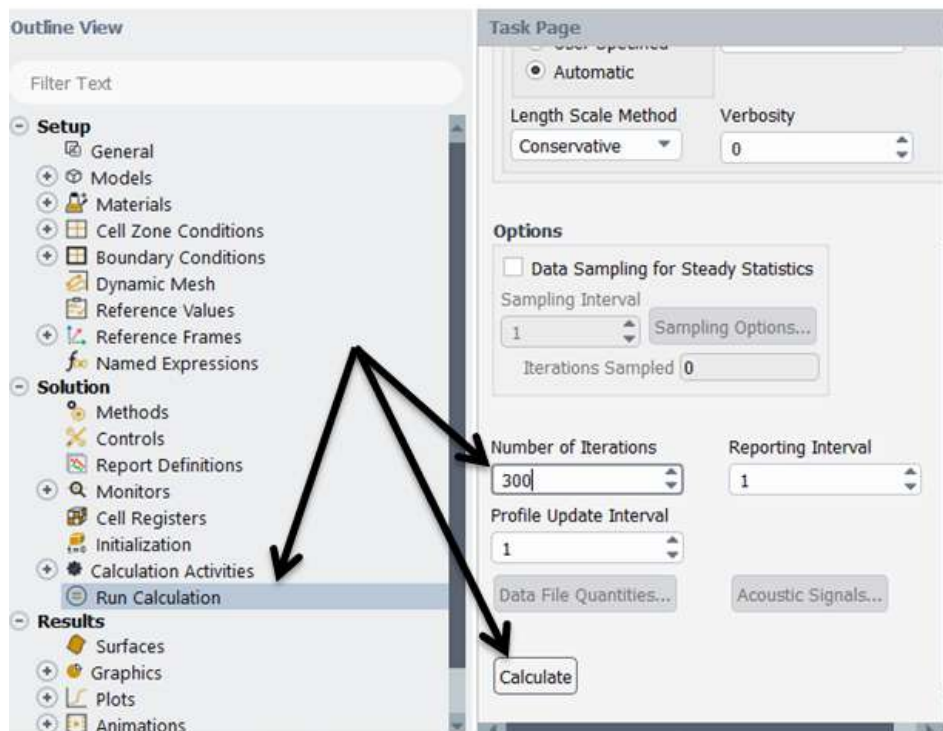 Outline View
Filter Text
Setup
General
Models
Materials
Cell Zone Conditions
Boundary Conditions
Dynamic Mesh
Reference Values
Reference Frames
Named Expressions
Solution
Methods
Controls
Report Definitions
Monitors
Cell Registers
Initialization
Calculation Activities
Run Calculation
Results
Surfaces
Graphics
Plots
Animations
Task Page
User Specified
Automatic
Length Scale Method Verbosity
Conservative 0
Options
Data Sampling for Steady Statistics
Sampling Interval
1 Sampling Options...
Iterations Sampled 0
Number of Iterations Reporting Interval
300 1
Profile Update Interval
1
Data File Quantities... Acoustic Signals...
Calculate